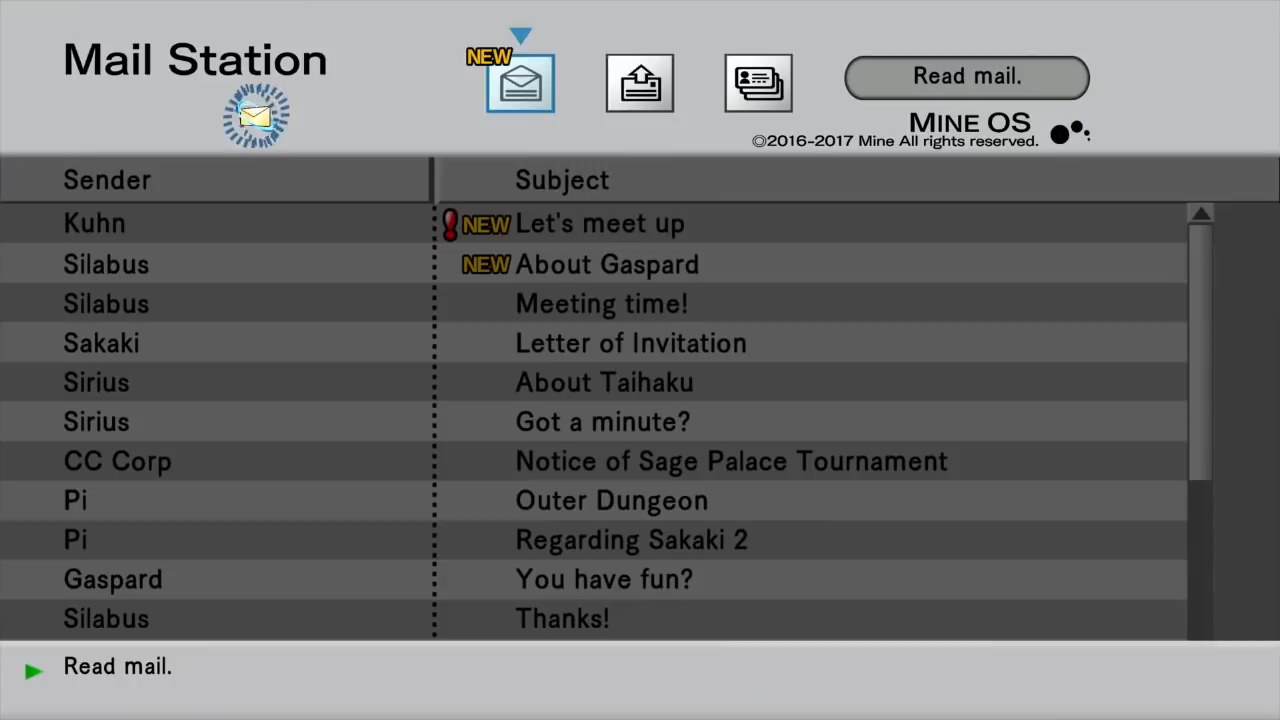 Mail Station
NEW
Read mail.
MINE OS
©2016-2017 Mine All rights reserved.
Sender Subject
Kuhn NEW Let's meet up
Silabus NEW About Gaspard
Silabus Meeting time!
Sakaki Letter of Invitation
Sirius About Taihaku
Sirius Got a minute?
CC Corp Notice of Sage Palace Tournament
Pi Outer Dungeon
Pi Regarding Sakaki 2
Gaspard You have fun?
Silabus Thanks!
Read mail.